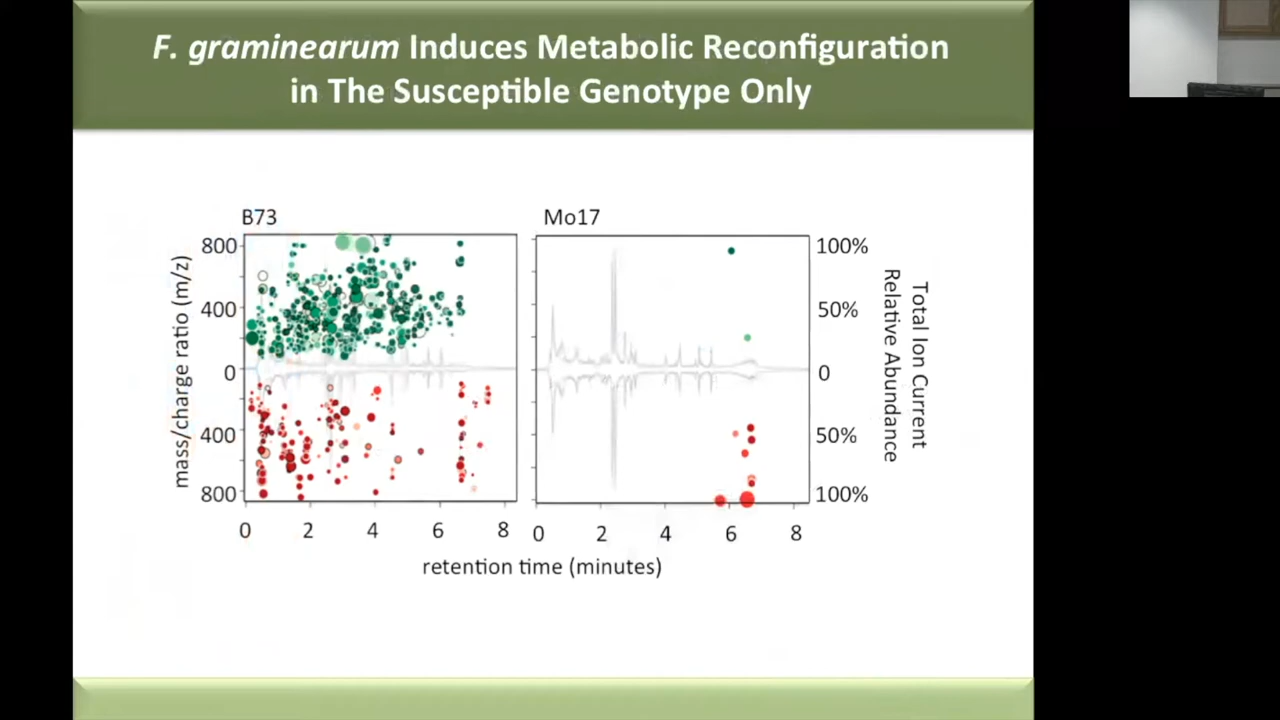 F. graminearum Induces Metabolic Reconfiguration
in The Susceptible Genotype Only
B73
Mo17
800
400
0
400
800
mass/charge ratio (m/z)
0 2 4 6 8
0 2 4 6 8
retention time (minutes)
100%
50%
0
50%
100%
Total Ion Current
Relative Abundance